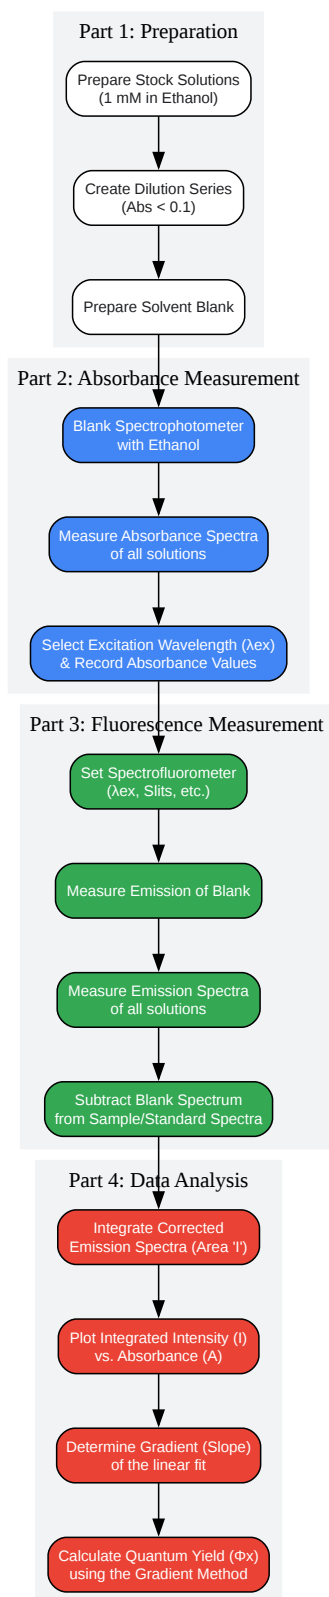 Part 1: Preparation
Prepare Stock Solutions
(1 mM in Ethanol)
Create Dilution Series
(Abs < 0.1)
Prepare Solvent Blank
Part 2: Absorbance Measurement
Blank Spectrophotometer
with Ethanol
Measure Absorbance Spectra
of all solutions
Select Excitation Wavelength (λex)
& Record Absorbance Values
Part 3: Fluorescence Measurement
Set Spectrofluorometer
(λex, Slits, etc.)
Measure Emission of Blank
Measure Emission Spectra
of all solutions
Subtract Blank Spectrum
from Sample/Standard Spectra
Part 4: Data Analysis
Integrate Corrected
Emission Spectra (Area 'I')
Plot Integrated Intensity (I)
vs. Absorbance (A)
Determine Gradient (Slope)
of the linear fit
Calculate Quantum Yield (Φx)
using the Gradient Method